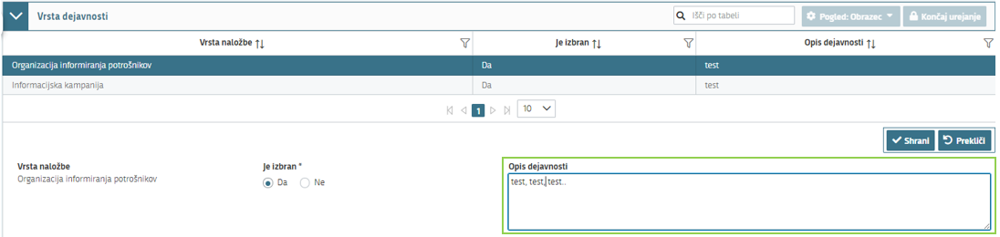 Vrsta dejavnosti
Išči po tabeli
Pogled: Obrazec
Končaj urejanje
Vrsta naložbe Je izbran Opis dejavnosti
Organizacija informiranja potrošnikov Da test
Informacijska kampanija Da test
1 10
Shrani Prekliči
Vrsta naložbe Je izbran * Opis dejavnosti
Organizacija informiranja potrošnikov Da Ne test, test, test..